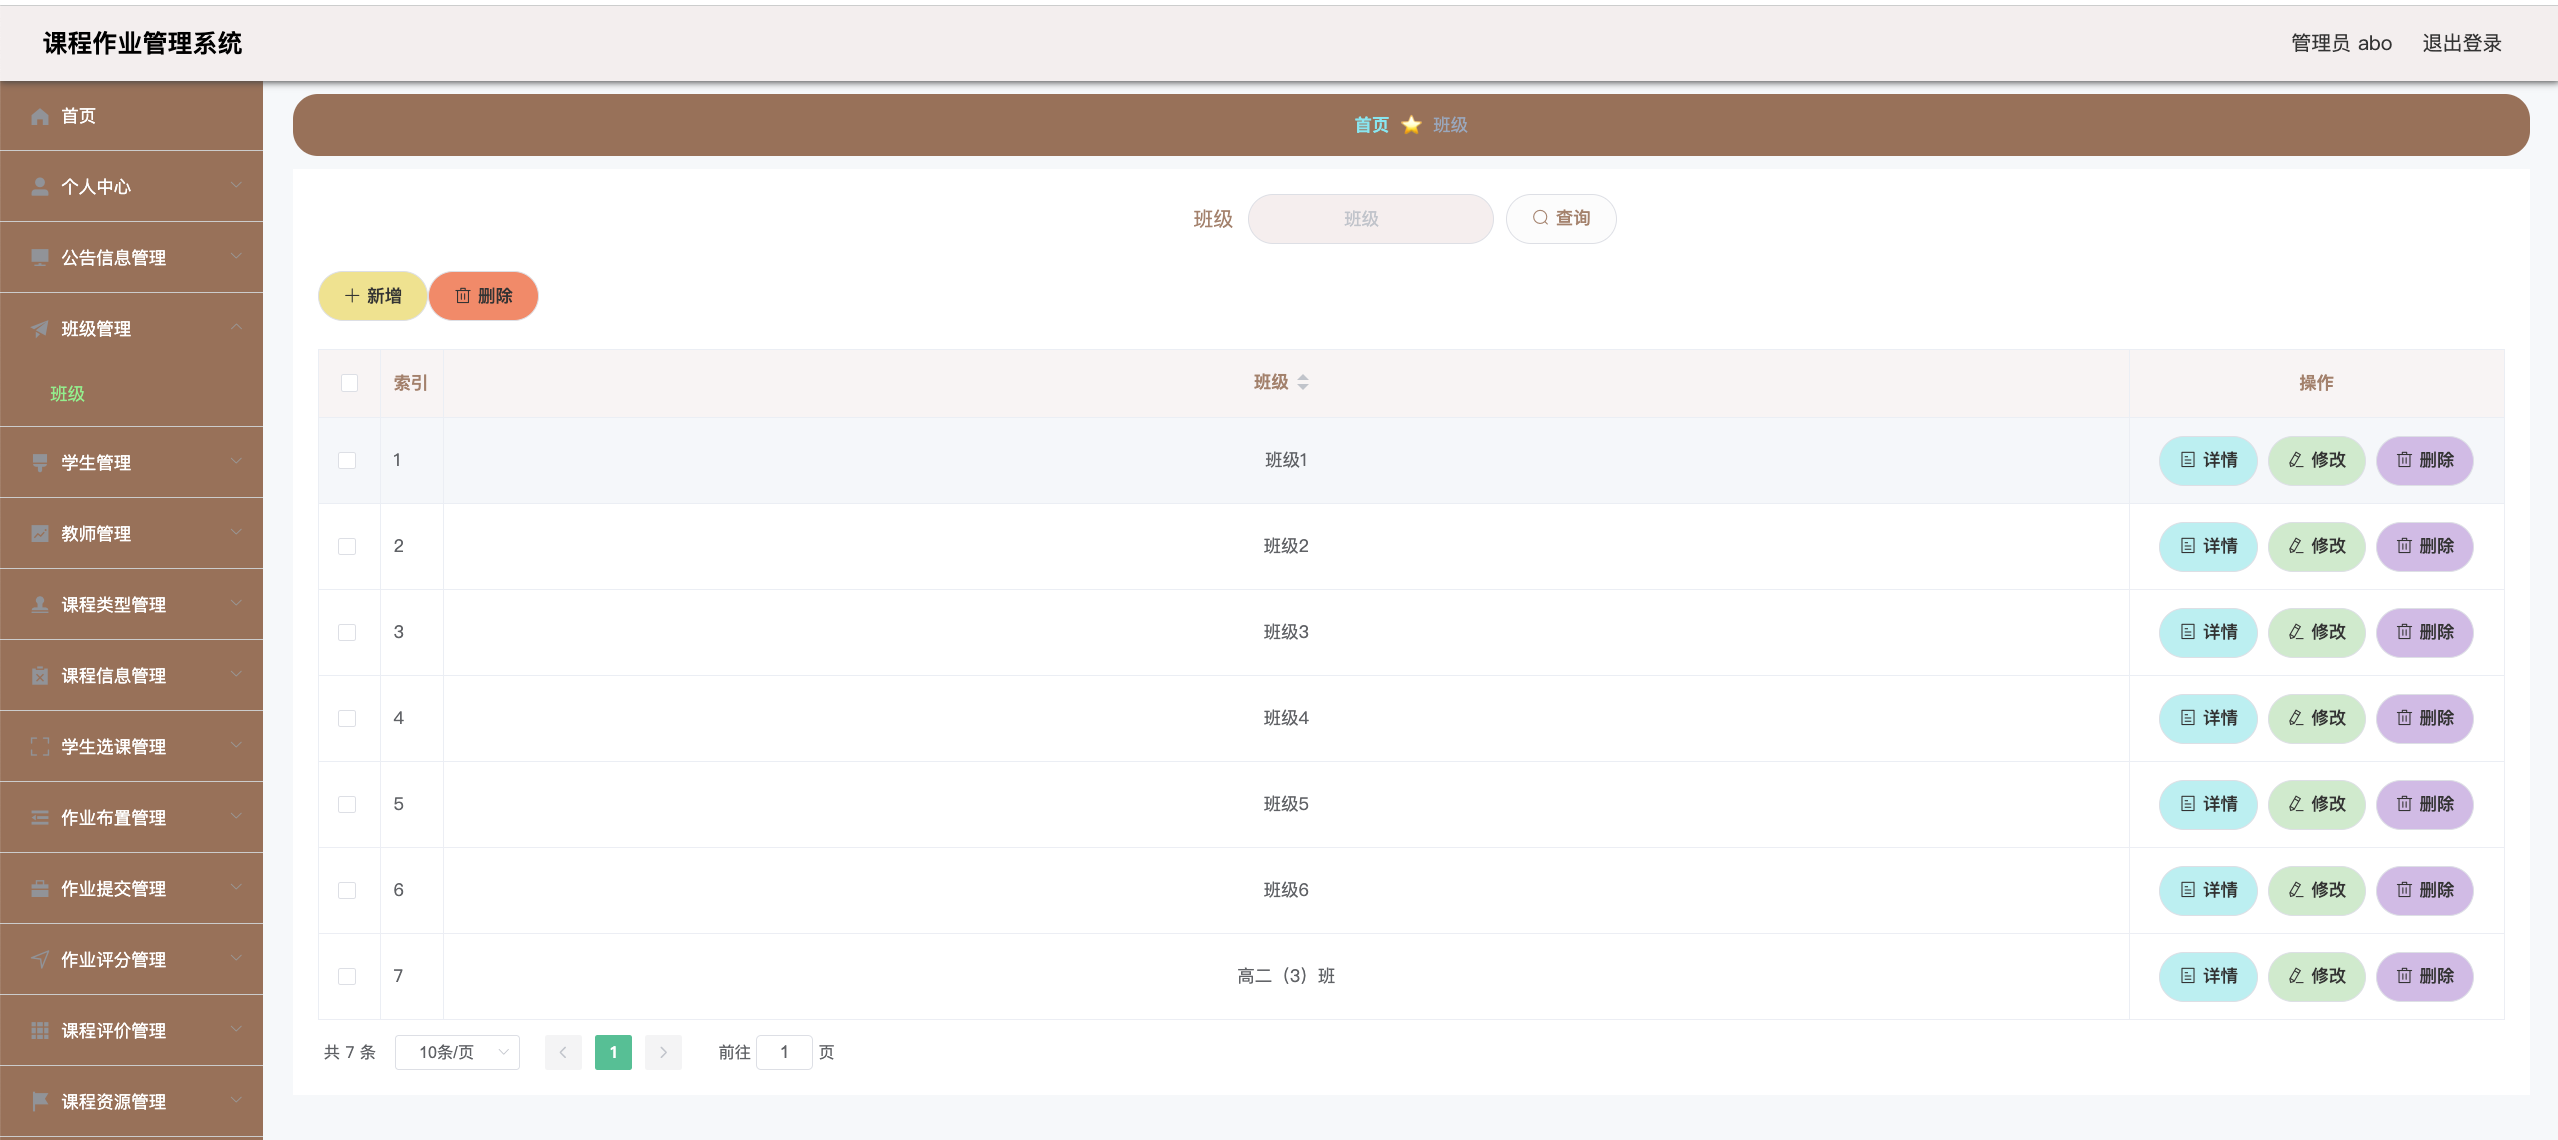 课程作业管理系统
管理员 abo 退出登录
首页
个人中心
公告信息管理
班级管理
班级
学生管理
教师管理
课程类型管理
课程信息管理
学生选课管理
作业布置管理
作业提交管理
作业评分管理
课程评价管理
课程资源管理
首页 班级
班级 班级 查询
新增 删除
索引 班级 操作
1 班级1 详情 修改 删除
2 班级2 详情 修改 删除
3 班级3 详情 修改 删除
4 班级4 详情 修改 删除
5 班级5 详情 修改 删除
6 班级6 详情 修改 删除
7 高二（3）班 详情 修改 删除
共 7 条 10条/页 1 前往 1 页